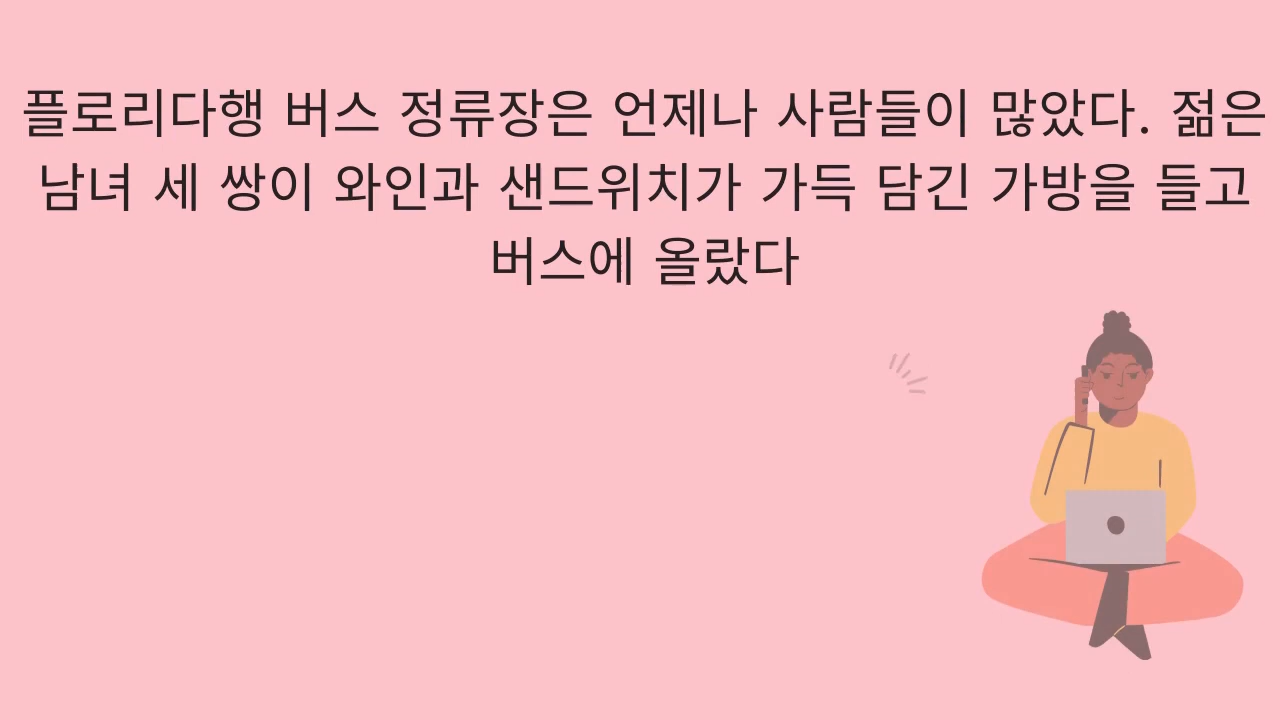 플로리다행 버스 정류장은 언제나 사람들이 많았다. 젊은
남녀 세 쌍이 와인과 샌드위치가 가득 담긴 가방을 들고
버스에 올랐다